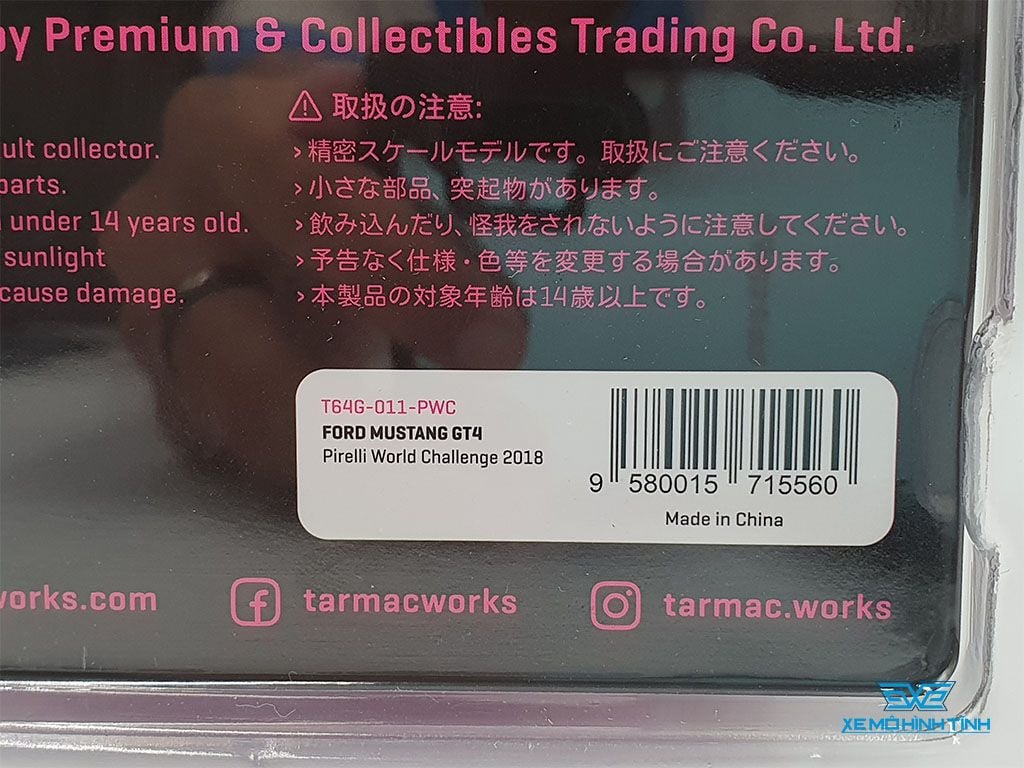 by Premium & Collectibles Trading Co. Ltd.
取扱の注意:
ult collector.
›精密スケールモデルです。取扱にご注意ください。
parts.
›小さな部品、突起物があります。
under 14 years old.
›飲み込んだり、怪我をされないように注意してください。
sunlight
›予告なく仕様・色等を変更する場合があります。
cause damage.
›本製品の対象年齢は14歳以上です。
T64G-011-PWC
FORD MUSTANG GT4
Pirelli World Challenge 2018
9 580015 715560
Made in China
works.com
tarmacworks
tarmac.works
XE MÔ HÌNH TĨNH